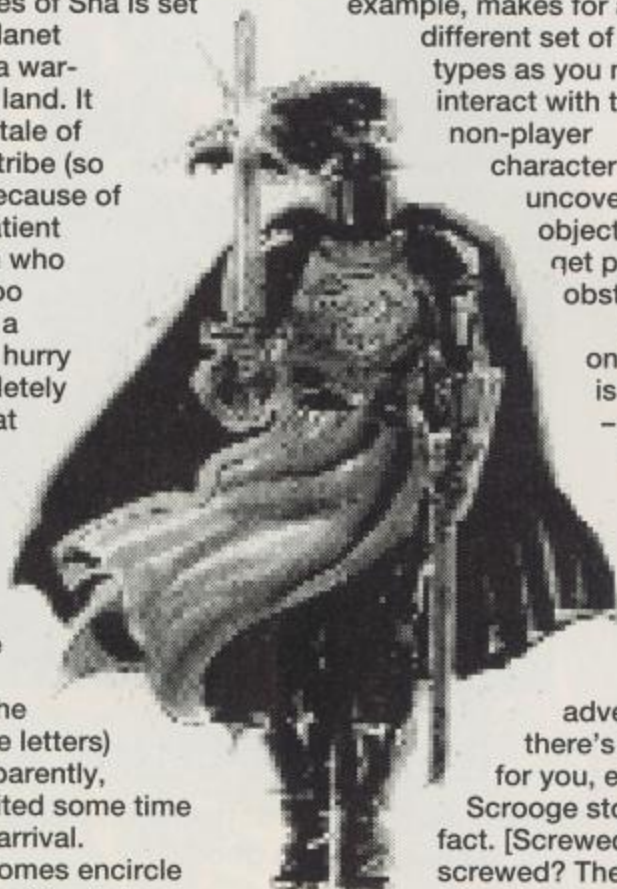 es of Sha is set
lanet
a war-
land. It
tale of
tribe (so
ecause of
atient
who
oo
a
hurry
letely
at
e
he
e letters)
parently,
ited some time
arrival.
omes encircle
example, makes for a
different set of
types as you
interact with t
non-player
character
uncove
object
get p
obst
on
is
–
adve
there's
for you, e
Scrooge sto
fact. [Screwed
screwed? The